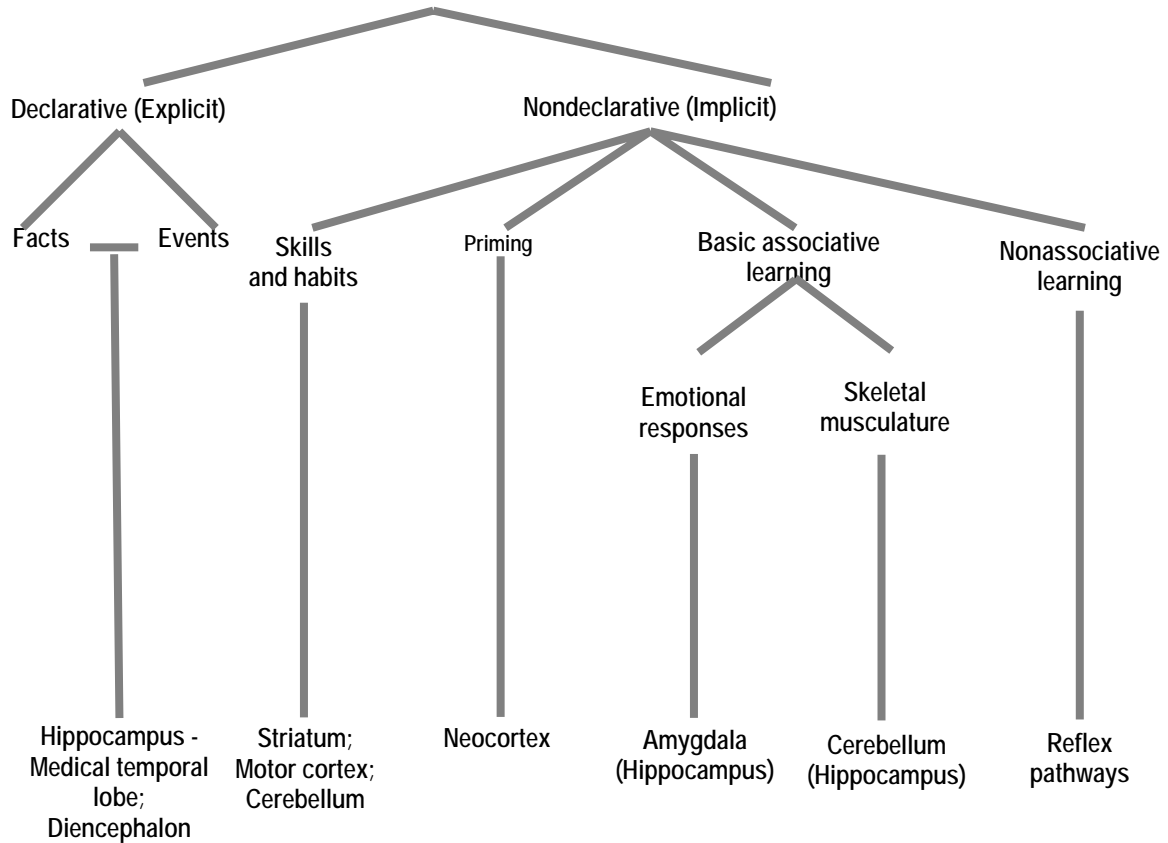 Declarative (Explicit)
Nondeclarative (Implicit)
Facts
Events
Skills
and habits
Priming
Basic associative
learning
Nonassociative
learning
Emotional
responses
Skeletal
musculature
Hippocampus -
Medical temporal
lobe;
Diencephalon
Striatum;
Motor cortex;
Cerebellum
Neocortex
Amygdala
(Hippocampus)
Cerebellum
(Hippocampus)
Reflex
pathways